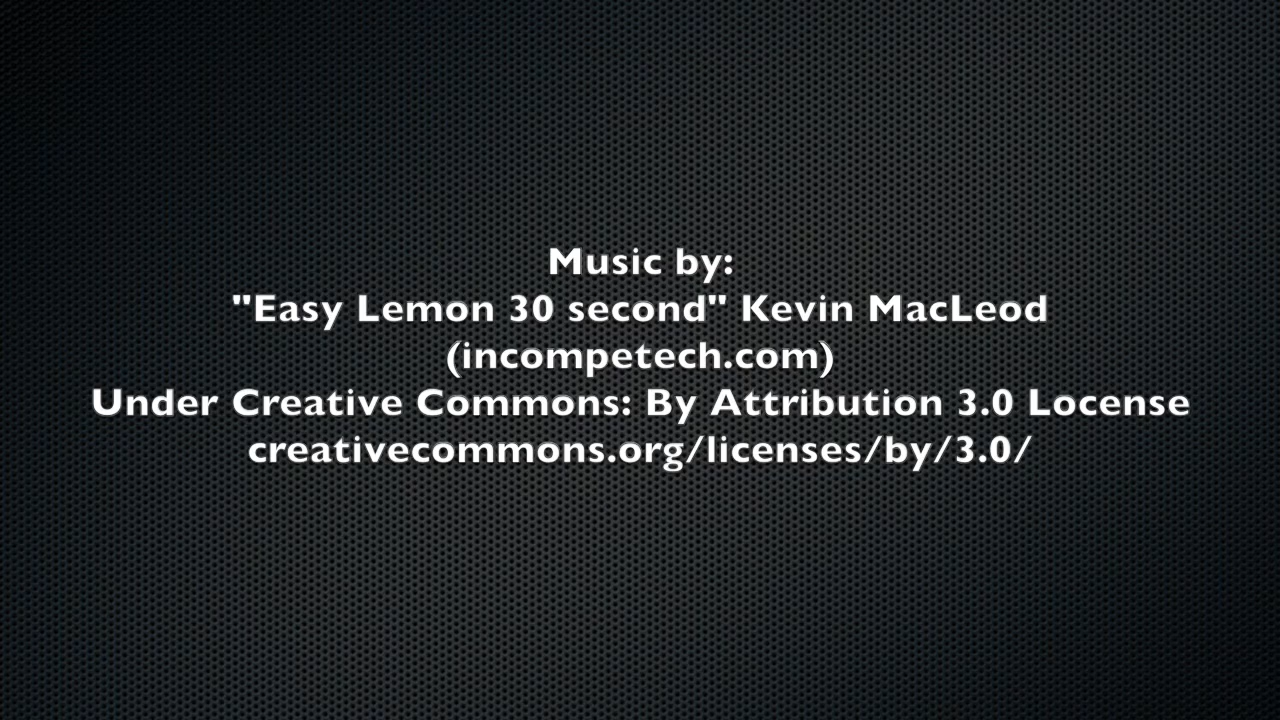 Music by:
"Easy Lemon 30 second" Kevin MacLeod
(incompetech.com)
Under Creative Commons: By Attribution 3.0 Locense
creativecommons.org/licenses/by/3.0/